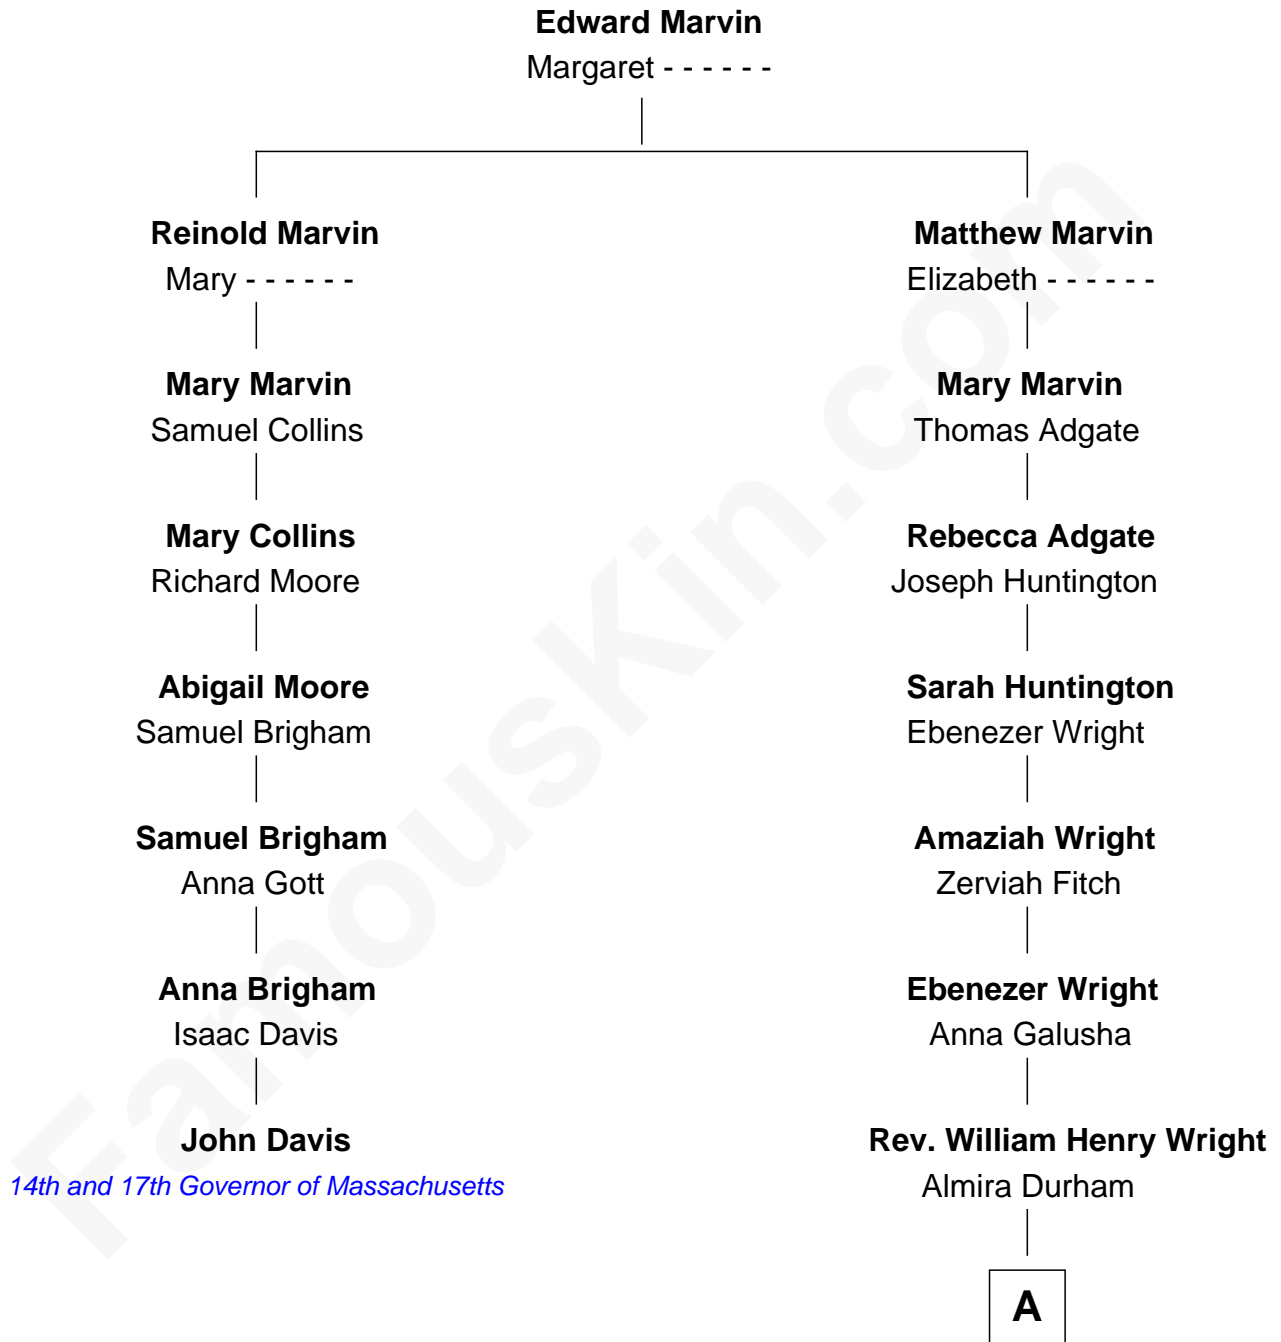 Edward Marvin
Margaret - - - - - -
Reinold Marvin
Mary - - - - - -
Matthew Marvin
Elizabeth - - - - - -
Mary Marvin
Samuel Collins
Mary Marvin
Thomas Adgate
Mary Collins
Richard Moore
Rebecca Adgate
Joseph Huntington
Abigail Moore
Samuel Brigham
Sarah Huntington
Ebenezer Wright
Samuel Brigham
Anna Gott
Amaziah Wright
Zerviah Fitch
Anna Brigham
Isaac Davis
Ebenezer Wright
Anna Galusha
John Davis
14th and 17th Governor of Massachusetts
Rev. William Henry Wright
Almira Durham
A
FamousKin.com